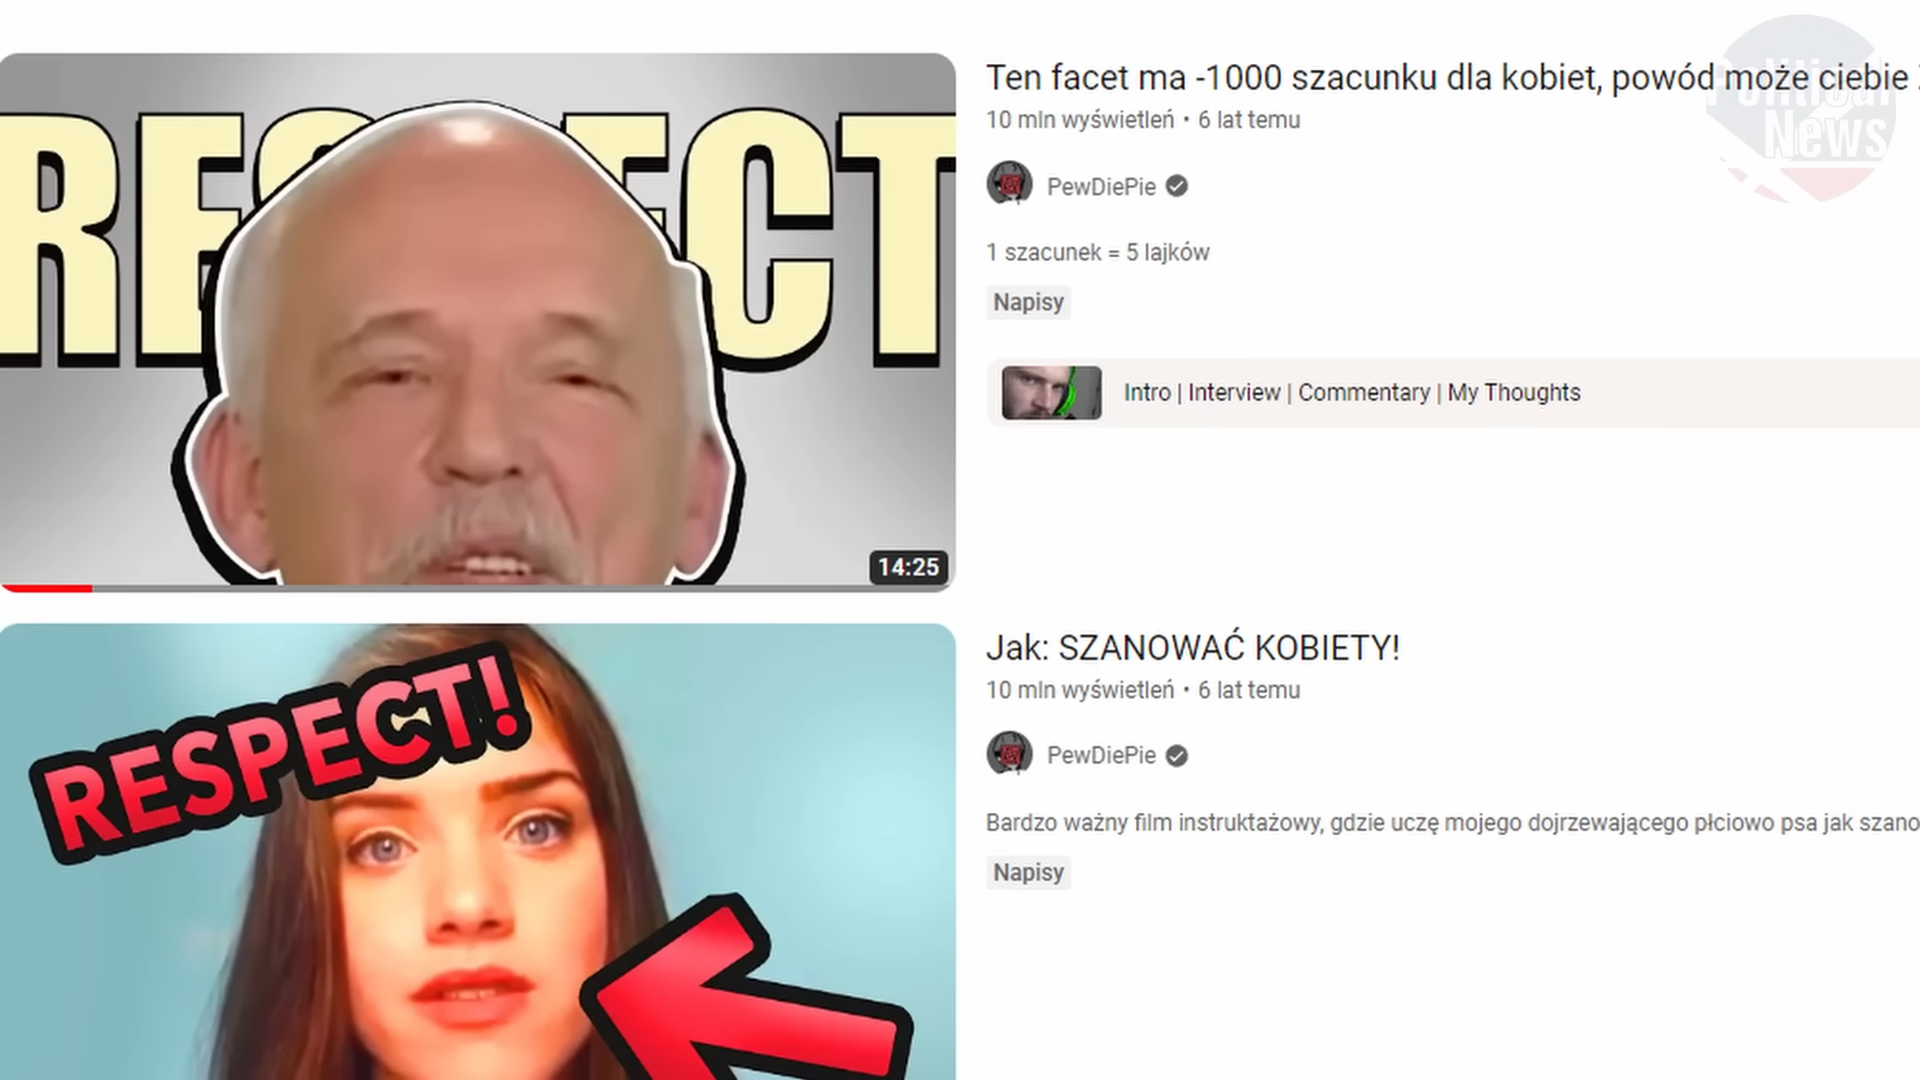 RESPECT
14:25
Ten facet ma -1000 szacunku dla kobiet, powód może ciebie
10 mln wyświetleń • 6 lat temu
PewDiePie
1 szacunek = 5 lajków
Napisy
Intro | Interview | Commentary | My Thoughts
Political
News
RESPECT!
Jak: SZANOWAĆ KOBIETY!
10 mln wyświetleń • 6 lat temu
PewDiePie
Bardzo ważny film instruktażowy, gdzie uczę mojego dojrzewającego płciowo psa jak szano
Napisy